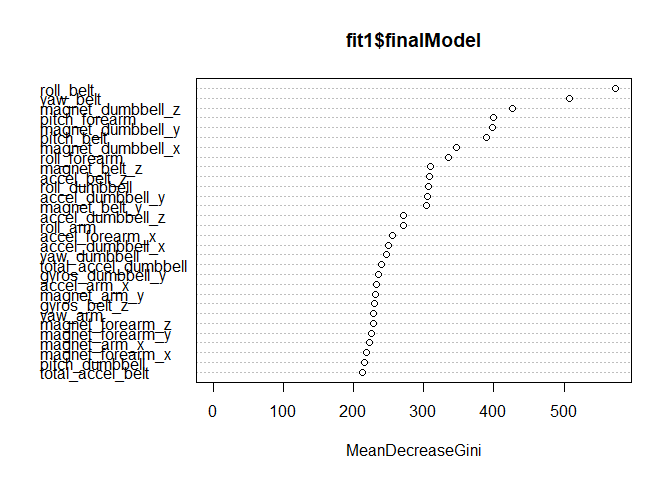 fit1$finalModel
roll_belt
yaw_belt
magnet_dumbbell_z
pitch_forearm
magnet_dumbbell_y
pitch_belt
magnet_dumbbell_x
roll_forearm
magnet_belt_z
accel_belt_z
roll_dumbbell
accel_dumbbell_y
magnet_belt_y
accel_dumbbell_z
roll_arm
accel_forearm_x
accel_dumbbell_x
yaw_dumbbell
total_accel_dumbbell
gyros_dumbbell_y
accel_arm_x
magnet_arm_y
gyros_belt_z
yaw_arm
magnet_forearm_z
magnet_forearm_y
magnet_arm_x
magnet_forearm_x
pitch_dumbbell
total_accel_belt
0 100 200 300 400 500
MeanDecreaseGini